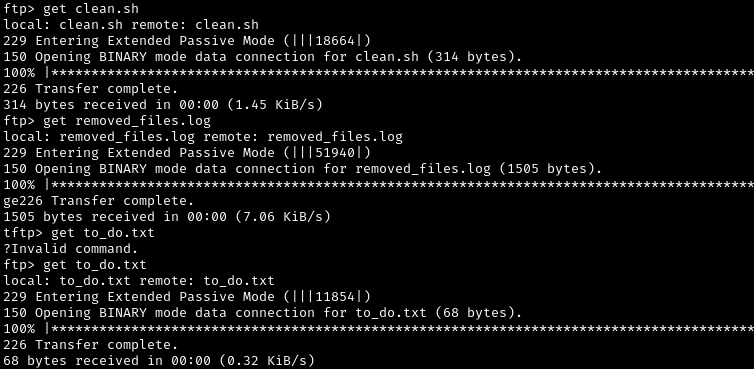 ftp> get clean.sh
local: clean.sh remote: clean.sh
229 Entering Extended Passive Mode (|||18664|)
150 Opening BINARY mode data connection for clean.sh (314 bytes).
100% |*******************************************************************************************
226 Transfer complete.
314 bytes received in 00:00 (1.45 KiB/s)
ftp> get removed_files.log
local: removed_files.log remote: removed_files.log
229 Entering Extended Passive Mode (|||51940|)
150 Opening BINARY mode data connection for removed_files.log (1505 bytes).
100% |*******************************************************************************************
ge226 Transfer complete.
1505 bytes received in 00:00 (7.06 KiB/s)
tftp> get to_do.txt
?Invalid command.
ftp> get to_do.txt
local: to_do.txt remote: to_do.txt
229 Entering Extended Passive Mode (|||11854|)
150 Opening BINARY mode data connection for to_do.txt (68 bytes).
100% |*******************************************************************************************
226 Transfer complete.
68 bytes received in 00:00 (0.32 KiB/s)